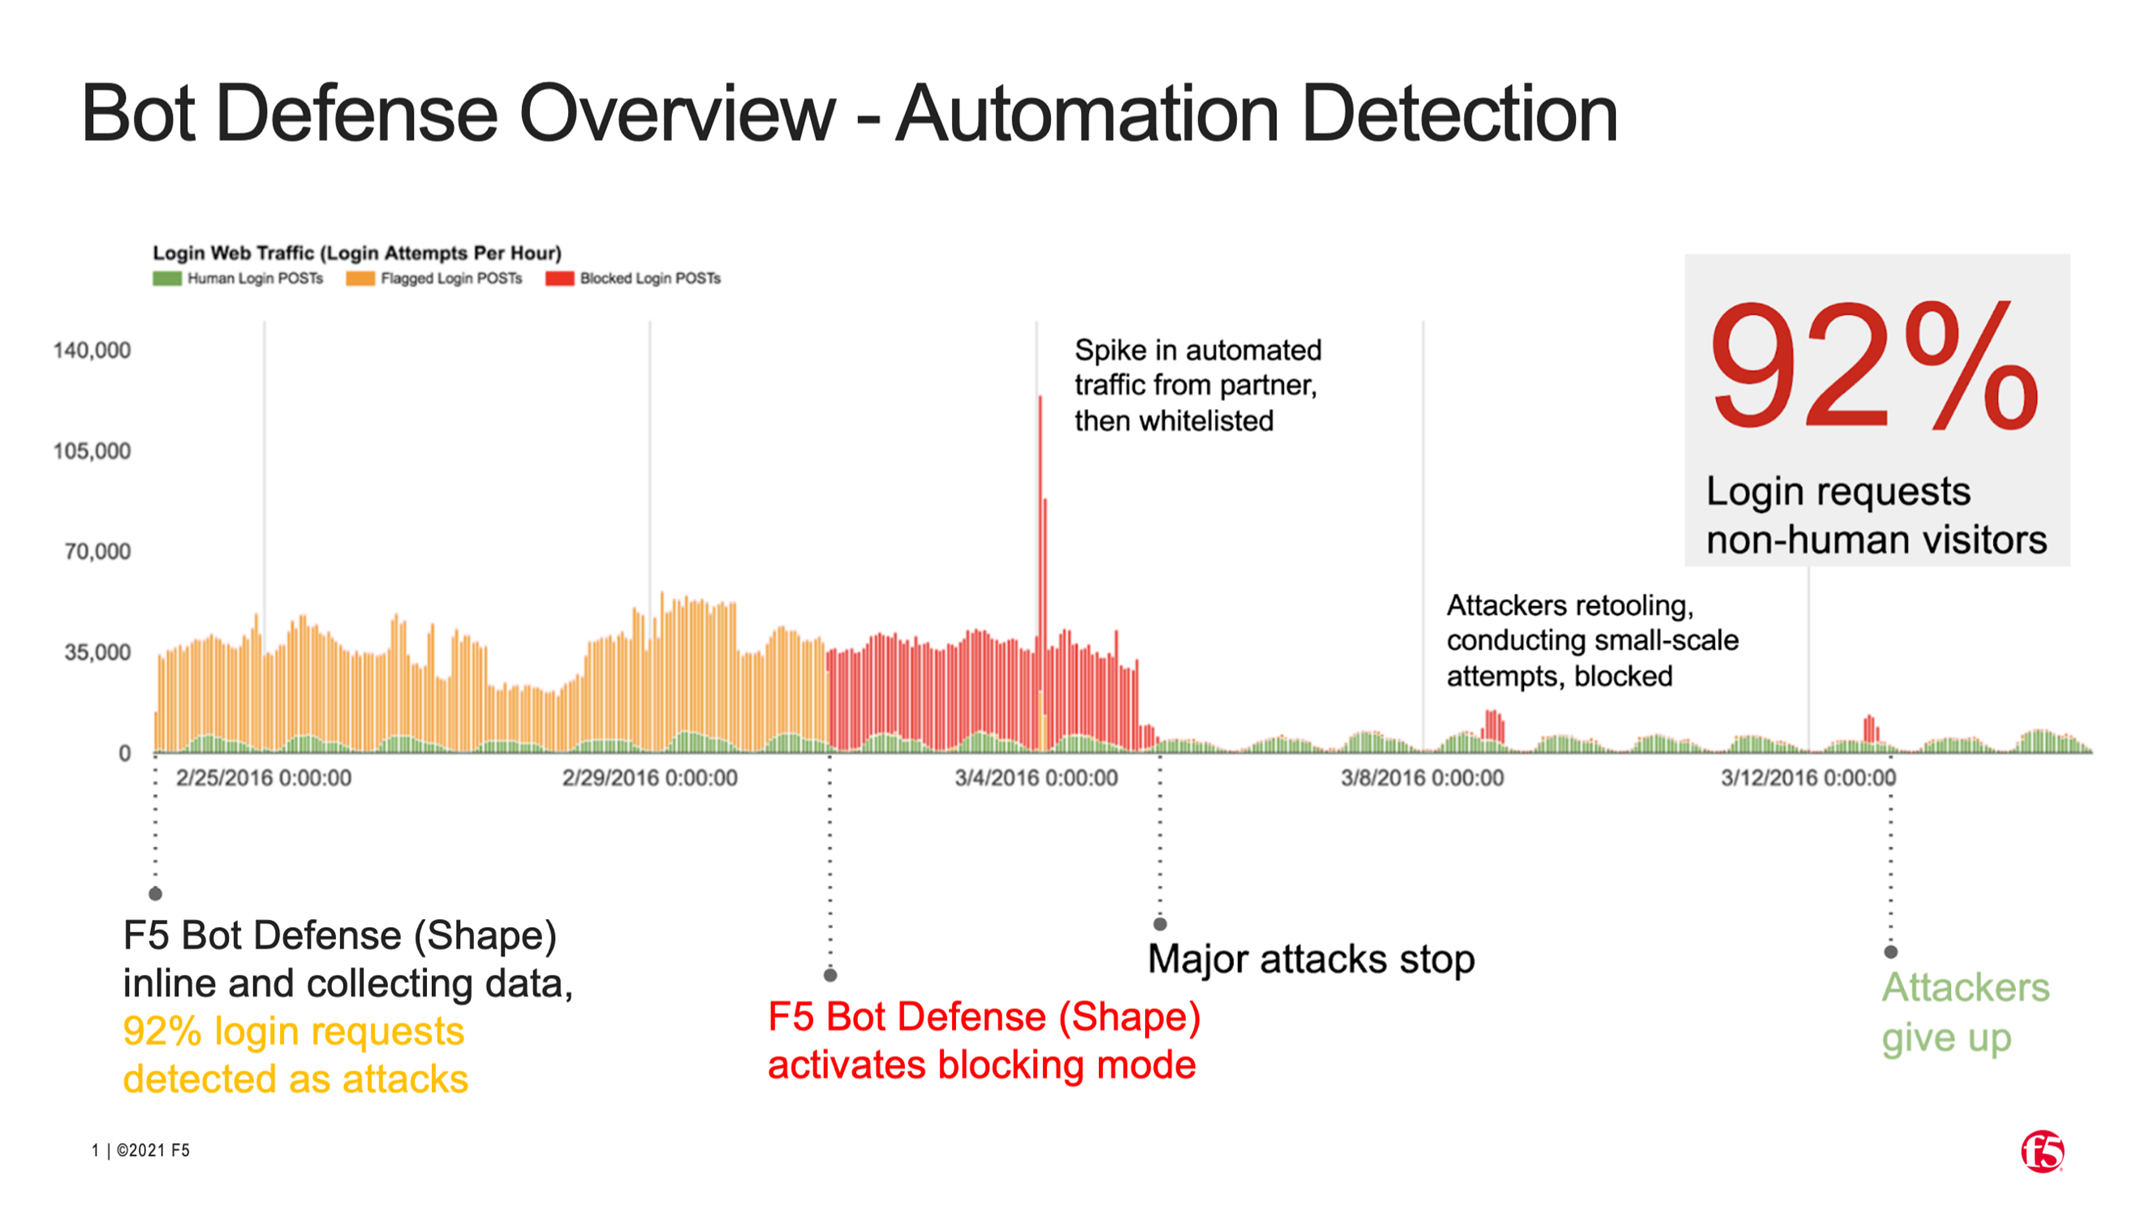 Bot Defense Overview - Automation Detection
Login Web Traffic (Login Attempts Per Hour)
Human Login POSTs
Flagged Login POSTs
Blocked Login POSTs
140,000
105,000
70,000
35,000
0
Spike in automated
traffic from partner,
then whitelisted
92%
Login requests
non-human visitors
Attackers retooling,
conducting small-scale
attempts, blocked
2/25/2016 0:00:00
2/29/2016 0:00:00
3/4/2016 0:00:00
3/8/2016 0:00:00
3/12/2016 0:00:00
F5 Bot Defense (Shape)
inline and collecting data,
92% login requests
detected as attacks
F5 Bot Defense (Shape)
activates blocking mode
Major attacks stop
Attackers
give up
1 | ©2021 F5
f5